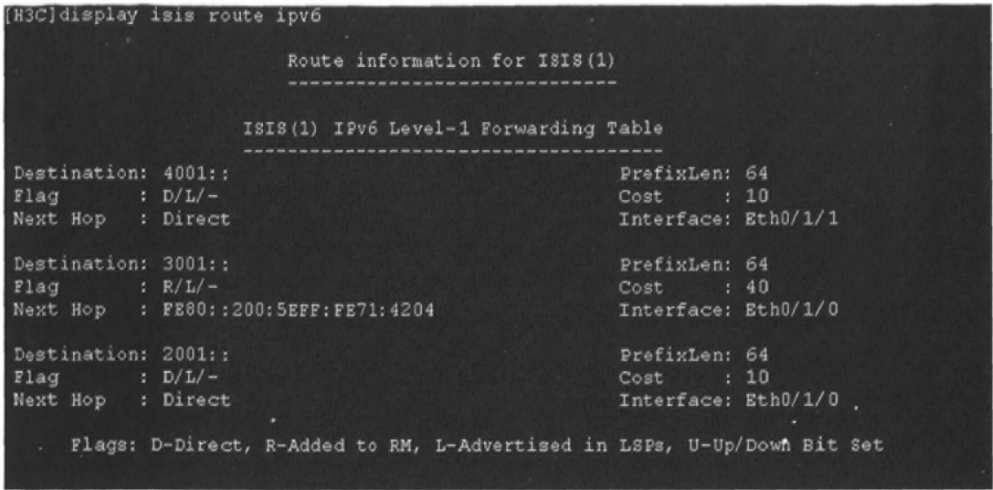 [H3C]display isis route ipv6
Route information for ISIS(1)
------------------------------
ISIS(1) IPv6 Level-1 Forwarding Table
--------------------------------------
Destination: 4001:: PrefixLen: 64
Flag : D/L/- Cost : 10
Next Hop : Direct Interface: Eth0/1/1
Destination: 3001:: PrefixLen: 64
Flag : R/L/- Cost : 40
Next Hop : FE80::200:5EFF:FE71:4204 Interface: Eth0/1/0
Destination: 2001:: PrefixLen: 64
Flag : D/L/- Cost : 10
Next Hop : Direct Interface: Eth0/1/0
Flags: D-Direct, R-Added to RM, L-Advertised in LSPs, U-Up/Down Bit Set